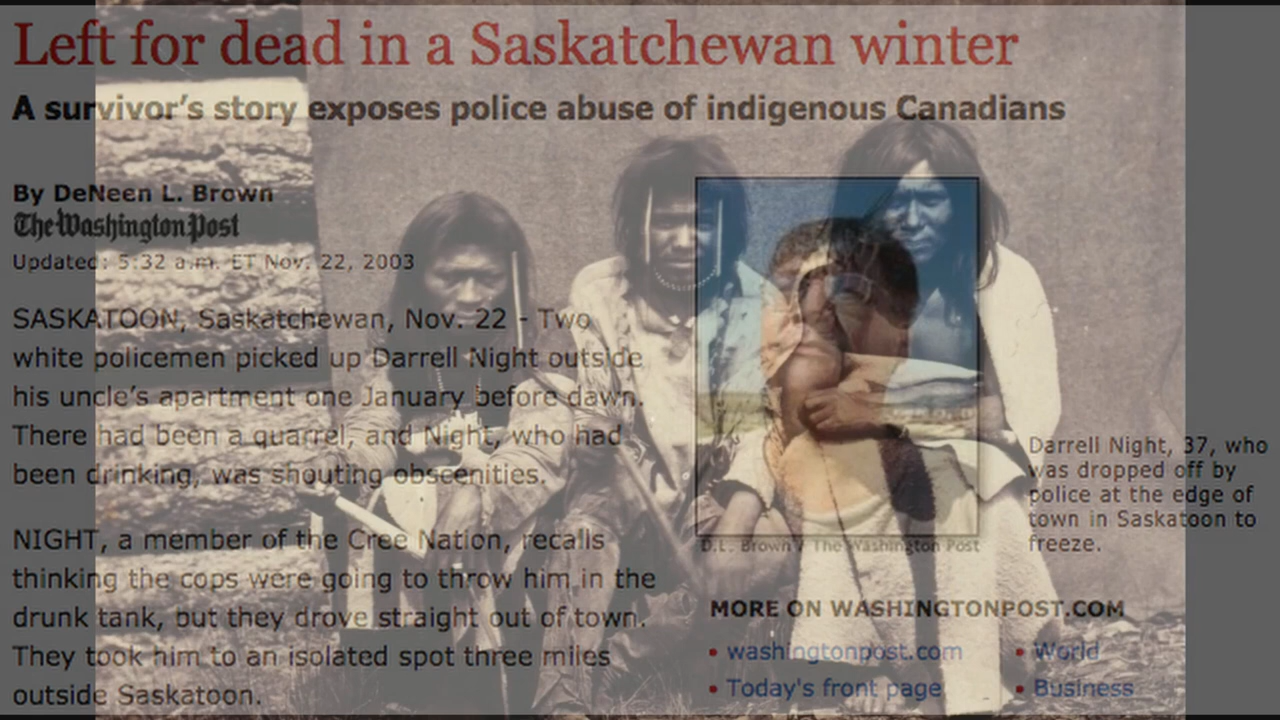 Left for dead in a Saskatchewan winter
A survivor's story exposes police abuse of indigenous Canadians
By DeNeen L. Brown
The Washington Post
Updated: 5:32 a.m. ET Nov. 22, 2003
SASKATOON, Saskatchewan, Nov. 22 - Two
white policemen picked up Darrell Night outside
his uncle's apartment one January before dawn.
There had been a quarrel, and Night, who had
been drinking, was shouting obscenities.
NIGHT, a member of the Cree Nation, recalls
thinking the cops were going to throw him in the
drunk tank, but they drove straight out of town.
They took him to an isolated spot three miles
outside Saskatoon.
D.L. Brown / The Washington Post
Darrell Night, 37, who
was dropped off by
police at the edge of
town in Saskatoon to
freeze.
MORE ON WASHINGTONPOST.COM
• washingtonpost.com • World
• Today's front page • Business